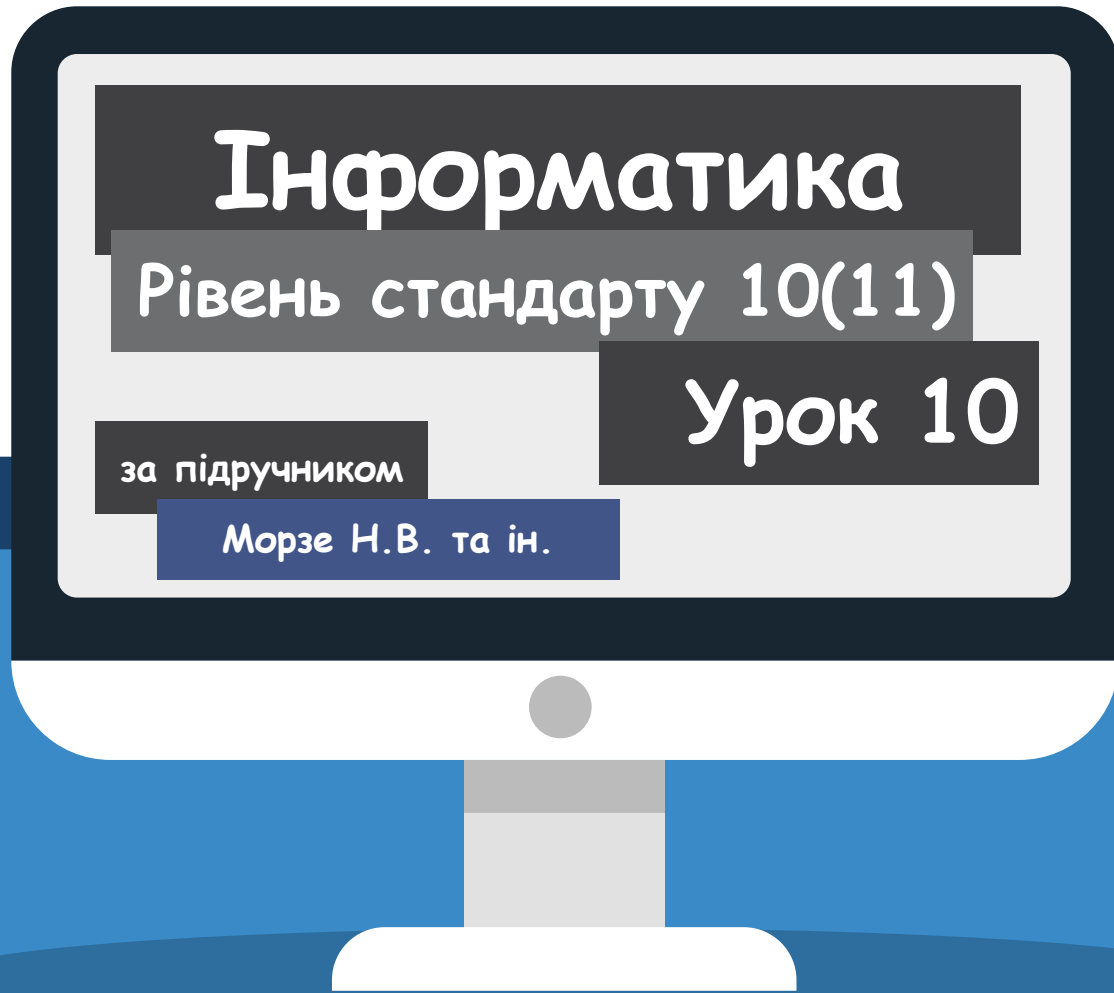 Інформатика
Рівень стандарту 10(11)
Урок 10
за підручником
Морзе Н.В. та ін.